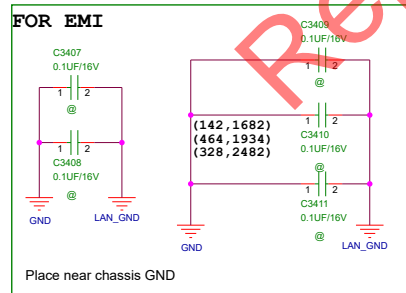 FOR EMI
C3407
0.1UF/16V
1 2
@
C3408
1 2
0.1UF/16V
@
GND
LAN_GND
C3409
0.1UF/16V
1 2
@
(142,1682)
(464,1934)
(328,2482)
1 2
C3410
0.1UF/16V
@
1 2
C3411
0.1UF/16V
@
GND
LAN_GND
Place near chassis GND